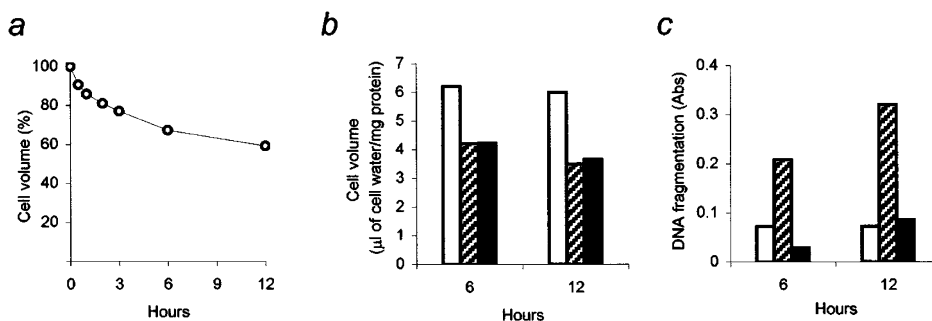 a
Cell volume (%)
100
80
60
40
20
0
3
6
9
12
Hours
b
Cell volume
(µl of cell water/mg protein)
7
6
5
4
3
2
1
0
6
12
Hours
c
DNA fragmentation (Abs)
0.4
0.3
0.2
0.1
0
6
12
Hours